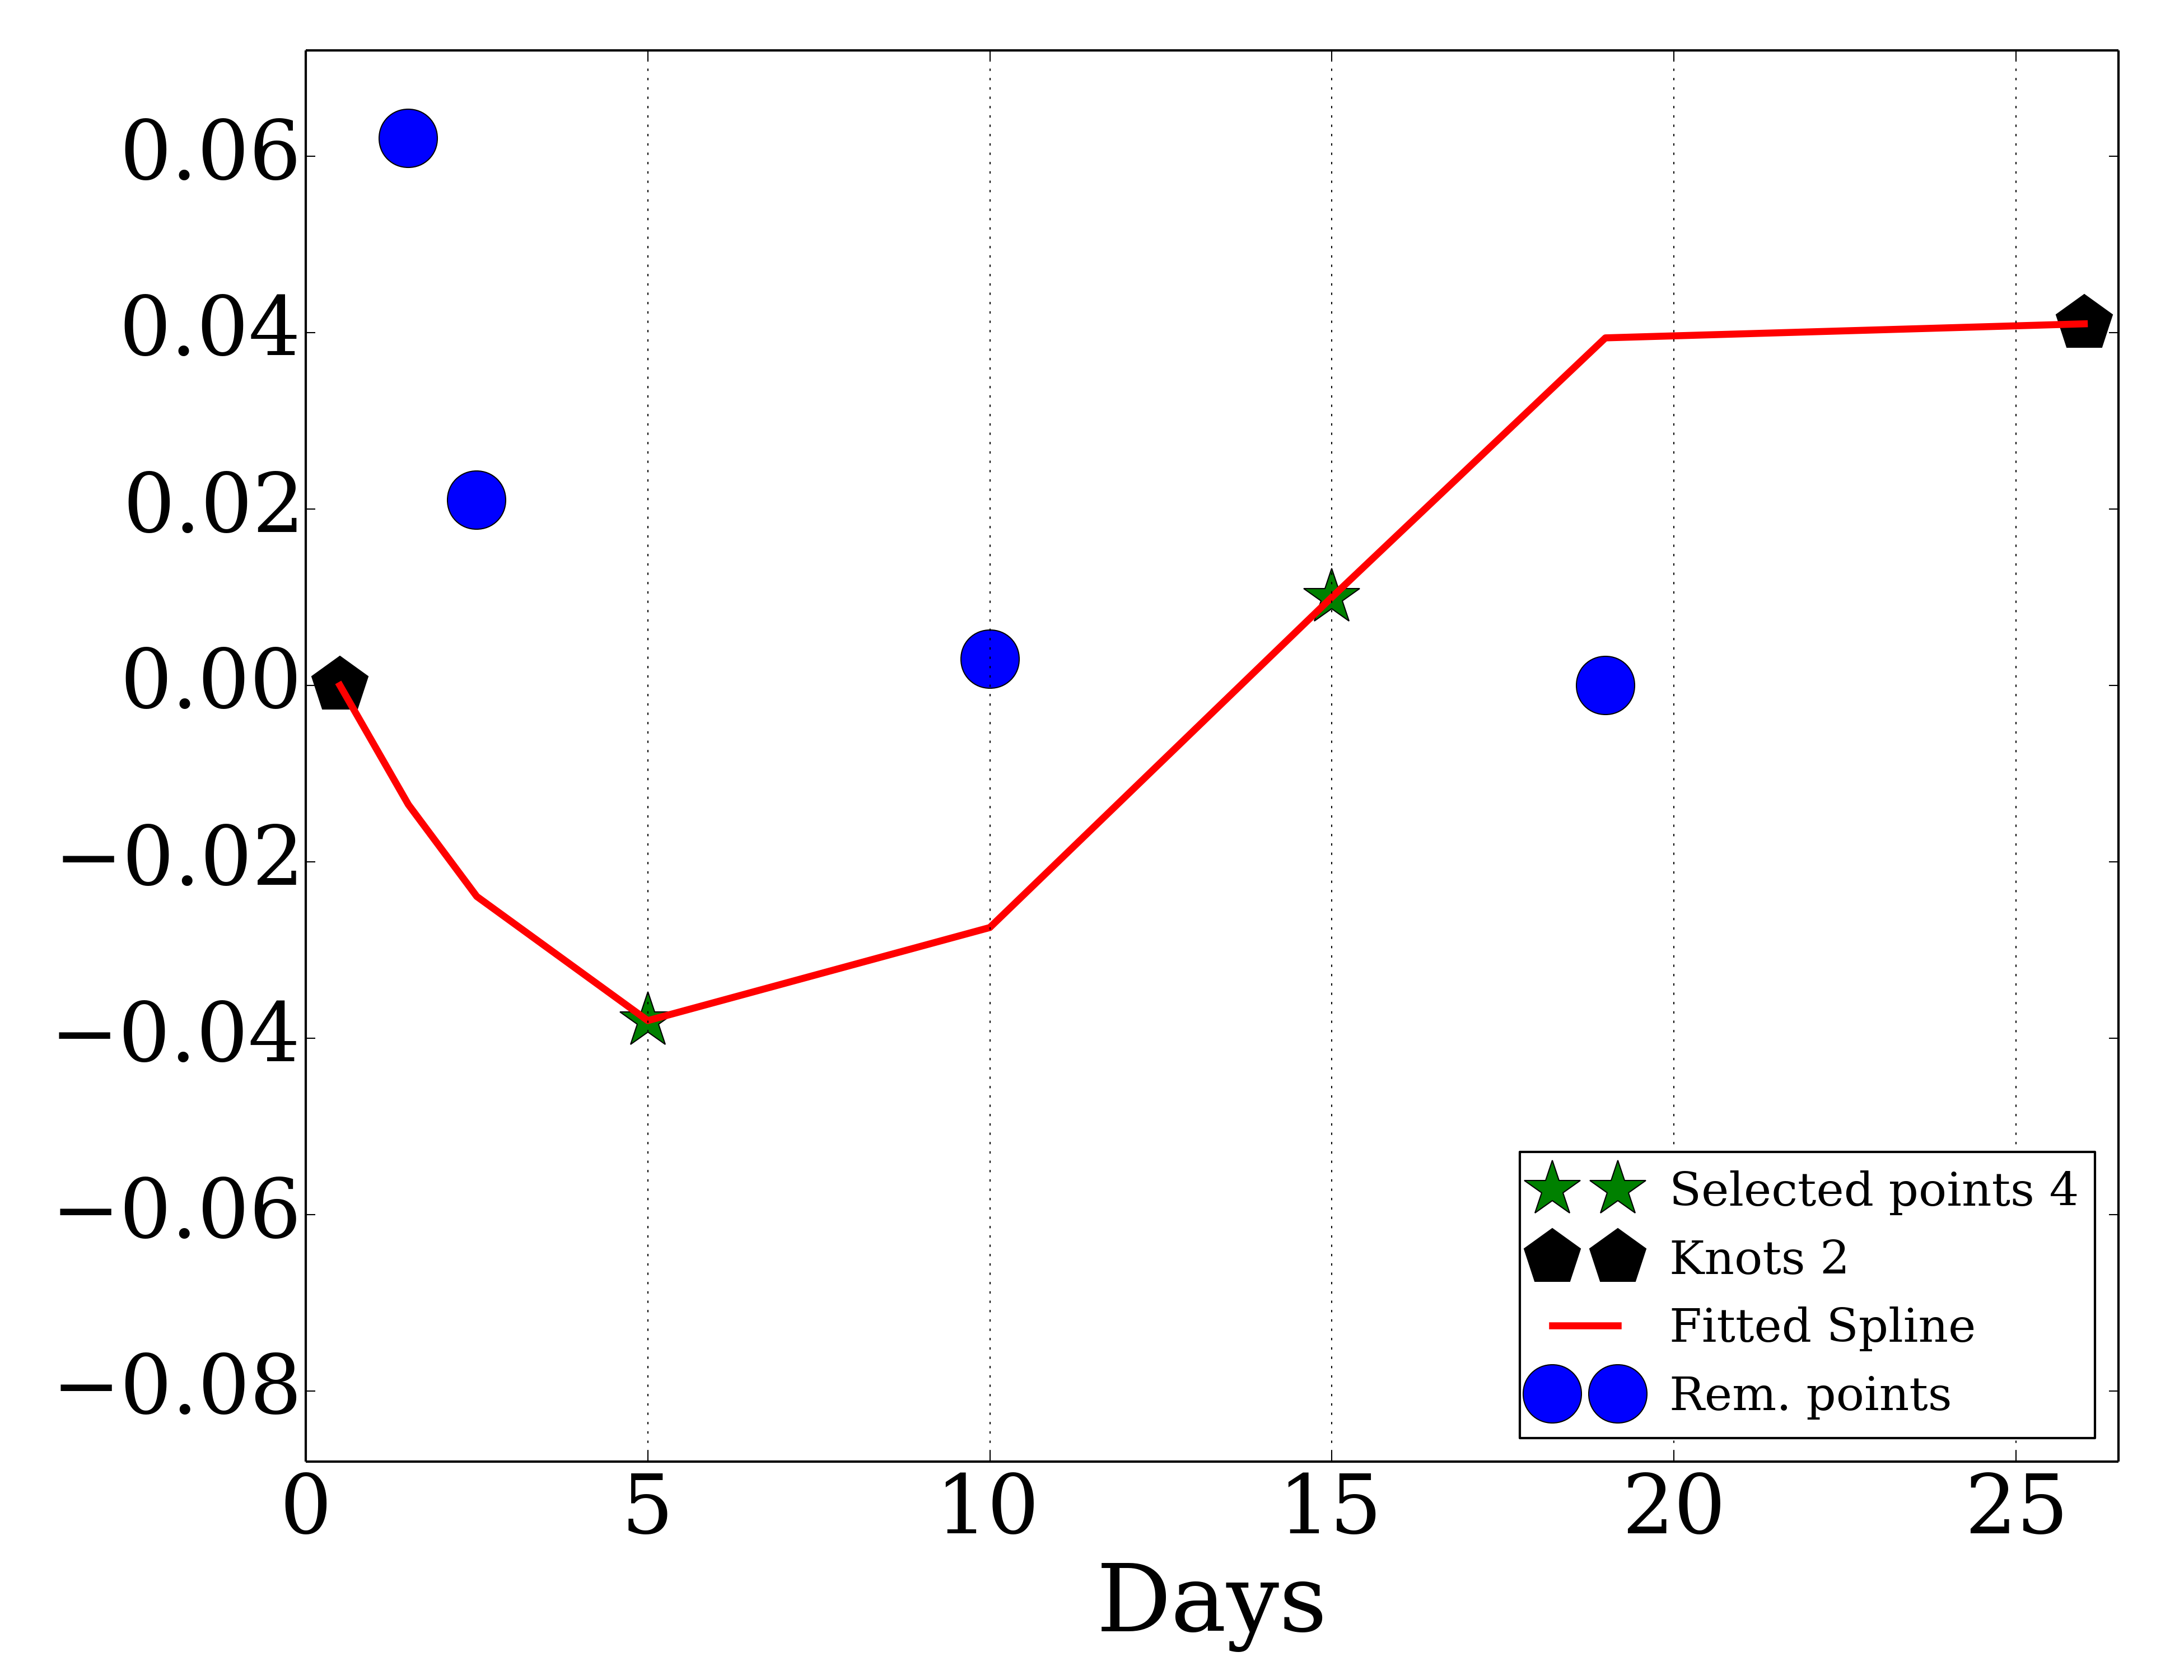 0.06
0.04
0.02
0.00
−0.02
−0.04
−0.06
−0.08
0 5 10 15 20 25
Days
Selected points 4
Knots 2
Fitted Spline
Rem. points